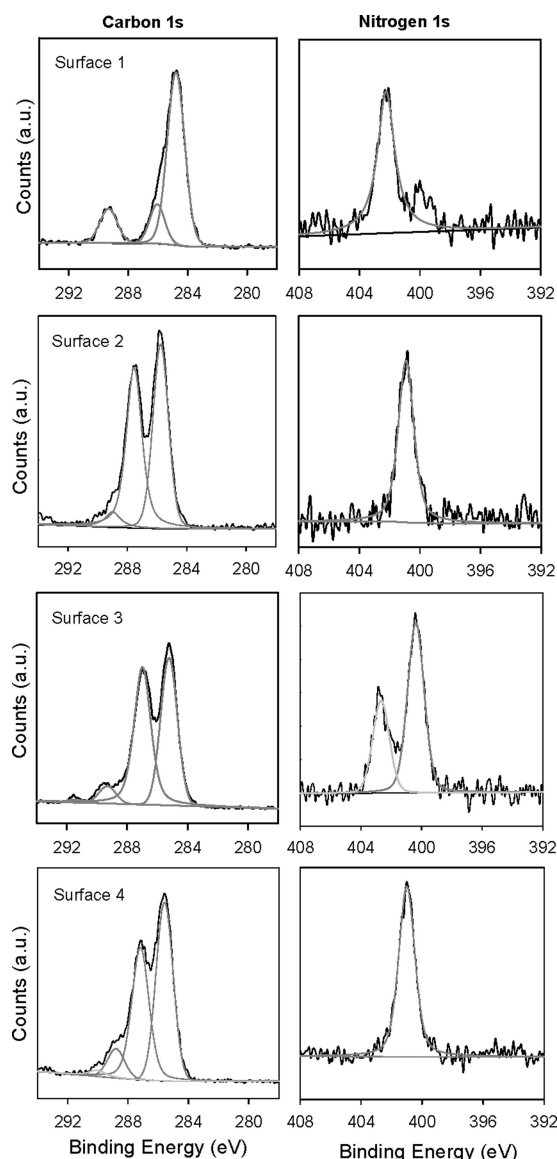 Carbon 1s Nitrogen 1s
Surface 1
Counts (a.u.)
292 288 284 280 408 404 400 396 392
Surface 2
Counts (a.u.)
292 288 284 280 408 404 400 396 392
Surface 3
Counts (a.u.)
292 288 284 280 408 404 400 396 392
Surface 4
Counts (a.u.)
292 288 284 280 408 404 400 396 392
Binding Energy (eV) Binding Energy (eV)